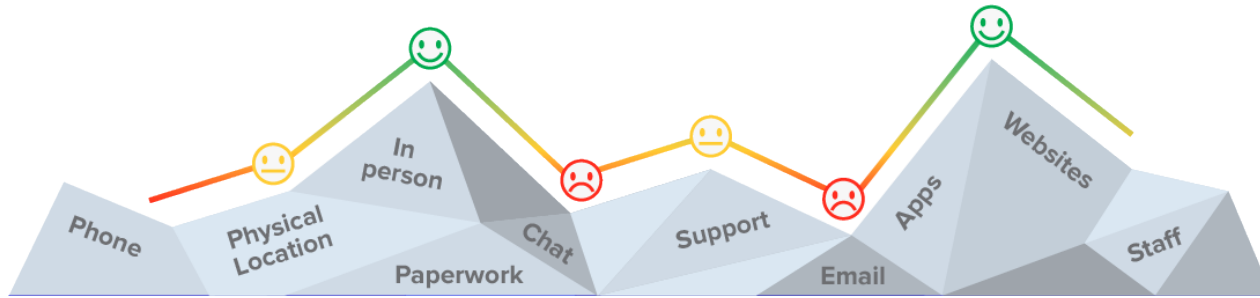 Phone
Physical
Location
In
person
Paperwork
Chat
Support
Email
Apps
Websites
Staff